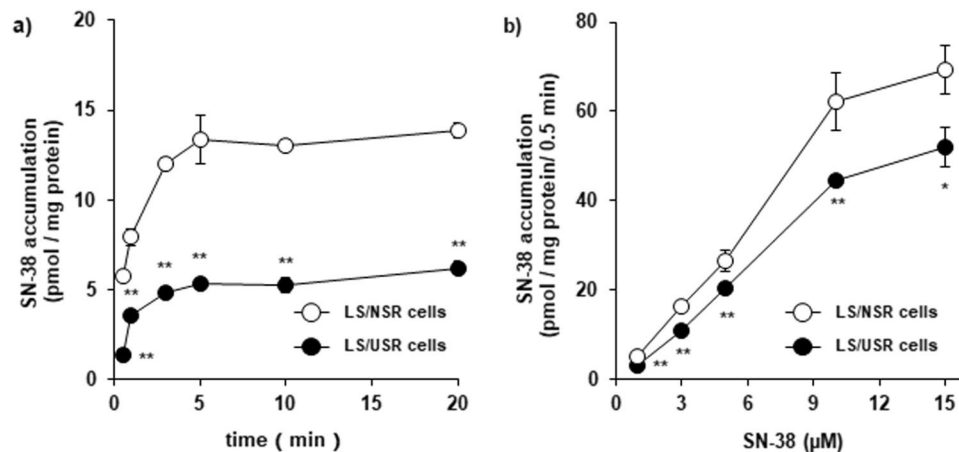 a)
SN-38 accumulation
(pmol / mg protein)
20
15
10
5
0
**
**
**
**
**
**
LS/NSR cells
LS/USR cells
0
5
10
15
20
time ( min )
b)
SN-38 accumulation
(pmol / mg protein/ 0.5 min)
80
60
40
20
0
**
**
**
**
*
LS/NSR cells
LS/USR cells
0
3
6
9
12
15
SN-38 (μM)